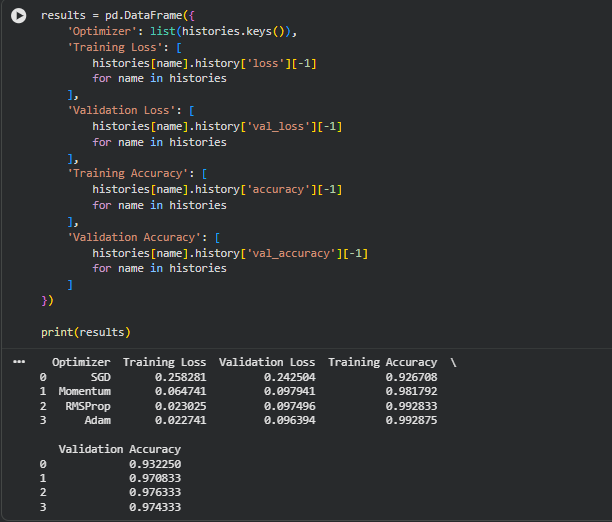 results = pd.DataFrame({
    'Optimizer': list(histories.keys()),
    'Training Loss': [
        histories[name].history['loss'][-1]
        for name in histories
    ],
    'Validation Loss': [
        histories[name].history['val_loss'][-1]
        for name in histories
    ],
    'Training Accuracy': [
        histories[name].history['accuracy'][-1]
        for name in histories
    ],
    'Validation Accuracy': [
        histories[name].history['val_accuracy'][-1]
        for name in histories
    ]
})

print(results)

  Optimizer  Training Loss  Validation Loss  Training Accuracy  \
0       SGD       0.258281         0.242504           0.926708
1  Momentum       0.064741         0.097941           0.981792
2   RMSProp       0.023025         0.097496           0.992833
3      Adam       0.022741         0.096394           0.992875

   Validation Accuracy
0             0.932250
1             0.970833
2             0.976333
3             0.974333